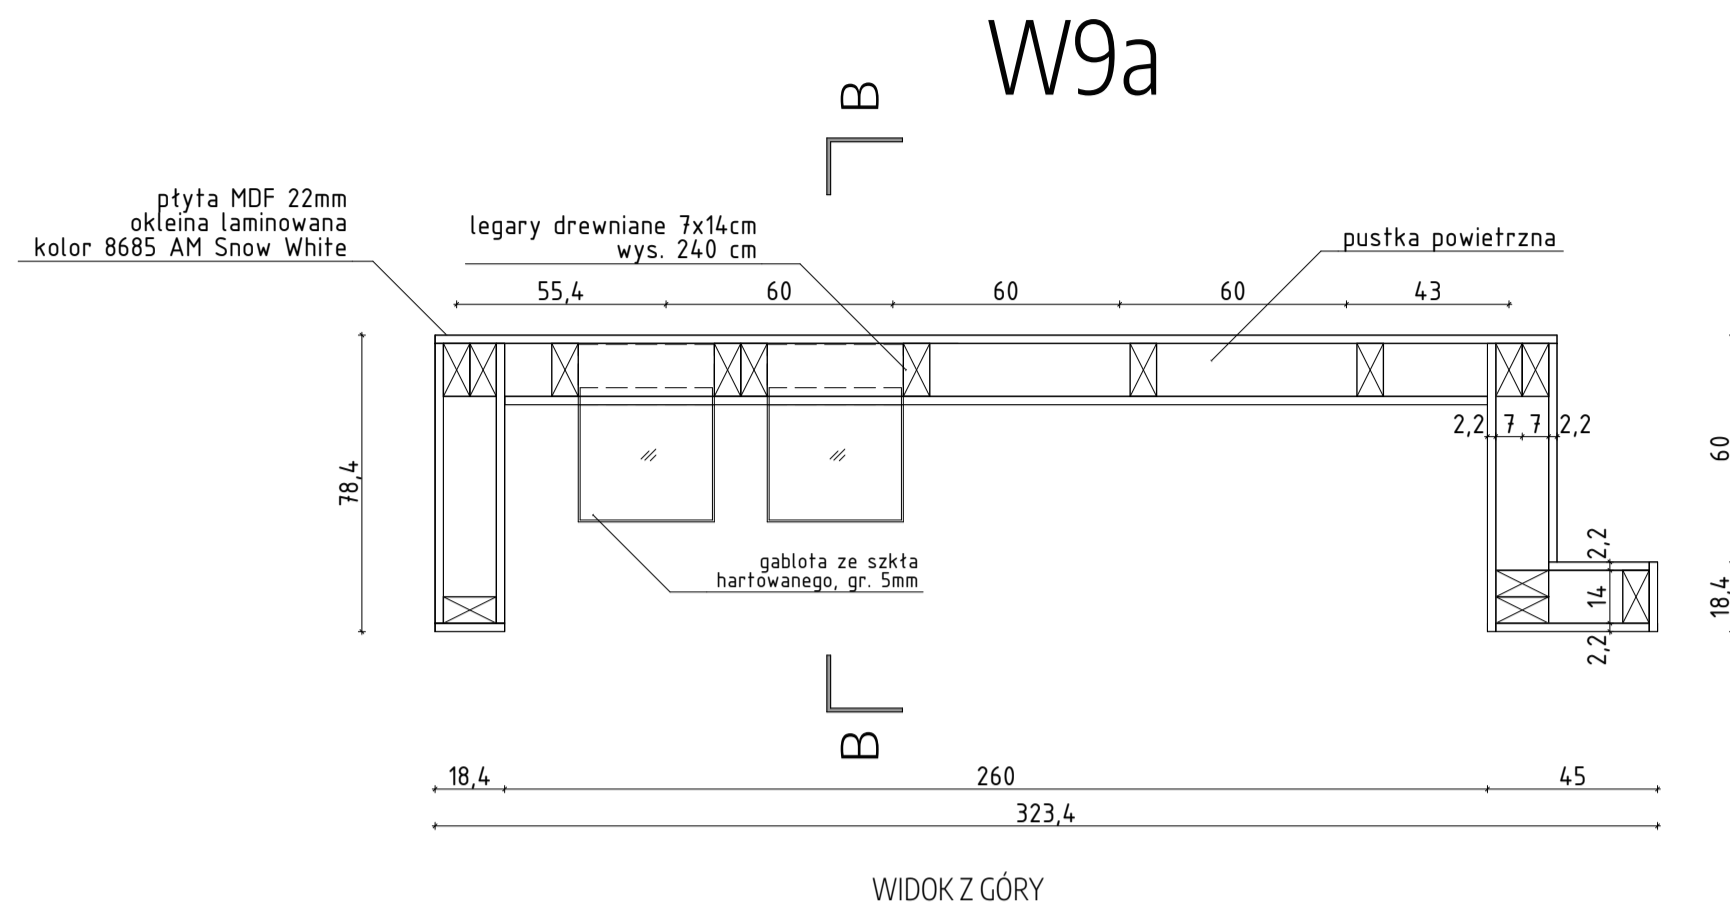 W9a
B
płyta MDF 22mm
okleina laminowana
kolor 8685 AM Snow White
legary drewniane 7x14cm
wys. 240 cm
pustka powietrzna
55,4
60
60
60
43
78,4
2,2
7
7
2,2
60
2,2
14
2,2
18,4
gablota ze szkła
hartowanego, gr. 5mm
B
18,4
260
45
323,4
WIDOK Z GÓRY